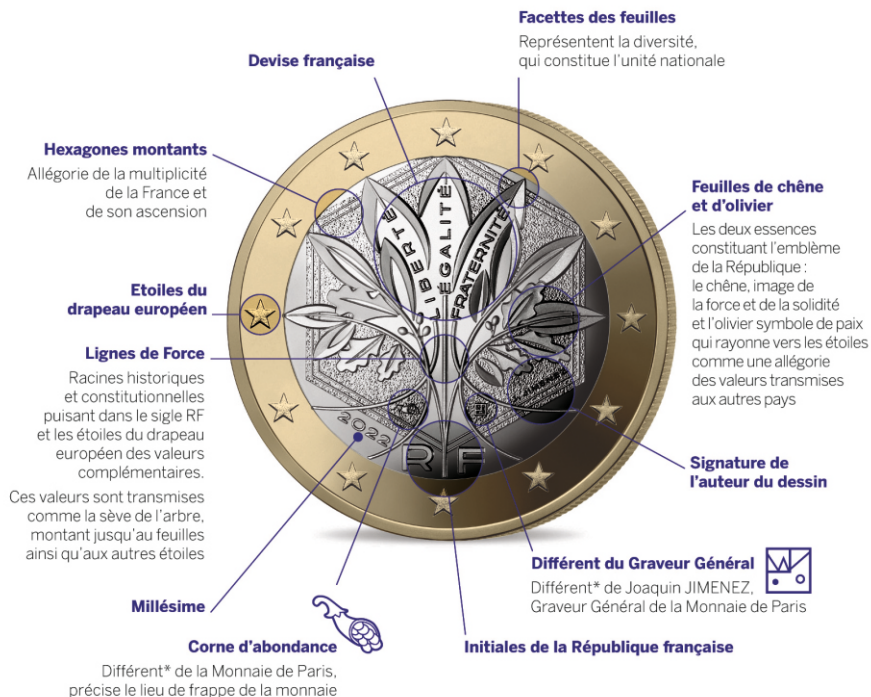 Facettes des feuilles
Représentent la diversité,
qui constitue l'unité nationale
Devise française
Hexagones montants
Allégorie de la multiplicité
de la France et
de son ascension
Feuilles de chêne
et d'olivier
Les deux essences
constituant l'emblème
de la République :
le chêne, image de
la force et de la solidité
et l'olivier symbole de paix
qui rayonne vers les étoiles
comme une allégorie
des valeurs transmises
aux autres pays
Etoiles du
drapeau européen
Lignes de Force
Racines historiques
et constitutionnelles
puisant dans le sigle RF
et les étoiles du drapeau
européen des valeurs
complémentaires.
Ces valeurs sont transmises
comme la sève de l'arbre,
montant jusqu'au feuilles
ainsi qu'aux autres étoiles
LIBERTÉ
ÉGALITÉ
FRATERNITÉ
2022
RF
Signature de
l'auteur du dessin
Différent du Graveur Général
Différent* de Joaquin JIMENEZ,
Graveur Général de la Monnaie de Paris
Millésime
Corne d'abondance
Différent* de la Monnaie de Paris,
précise le lieu de frappe de la monnaie
Initiales de la République française